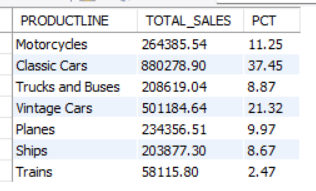 PRODUCTLINE TOTAL_SALES PCT
Motorcycles 264385.54 11.25
Classic Cars 880278.90 37.45
Trucks and Buses 208619.04 8.87
Vintage Cars 501184.64 21.32
Planes 234356.51 9.97
Ships 203877.30 8.67
Trains 58115.80 2.47